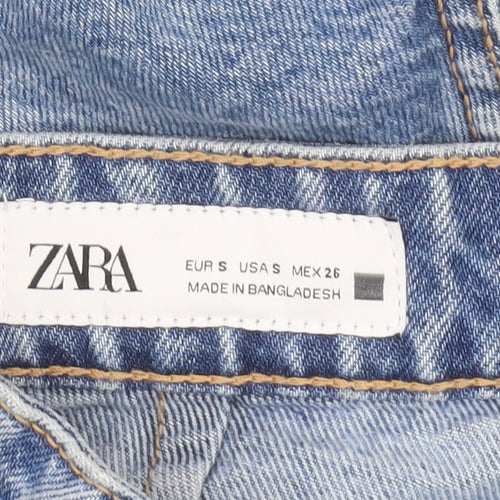 ZARA
EUR S USA S MEX 26
MADE IN BANGLADESH